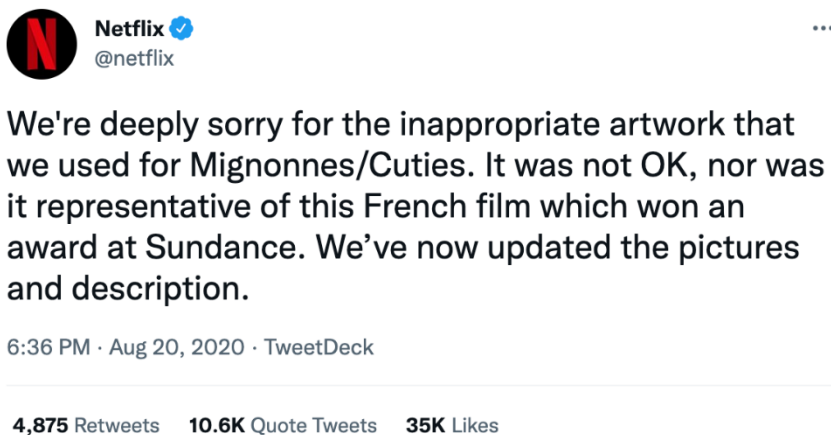 Netflix
@netflix
We're deeply sorry for the inappropriate artwork that
we used for Mignonnes/Cuties. It was not OK, nor was
it representative of this French film which won an
award at Sundance. We’ve now updated the pictures
and description.
6:36 PM · Aug 20, 2020 · TweetDeck
4,875 Retweets 10.6K Quote Tweets 35K Likes